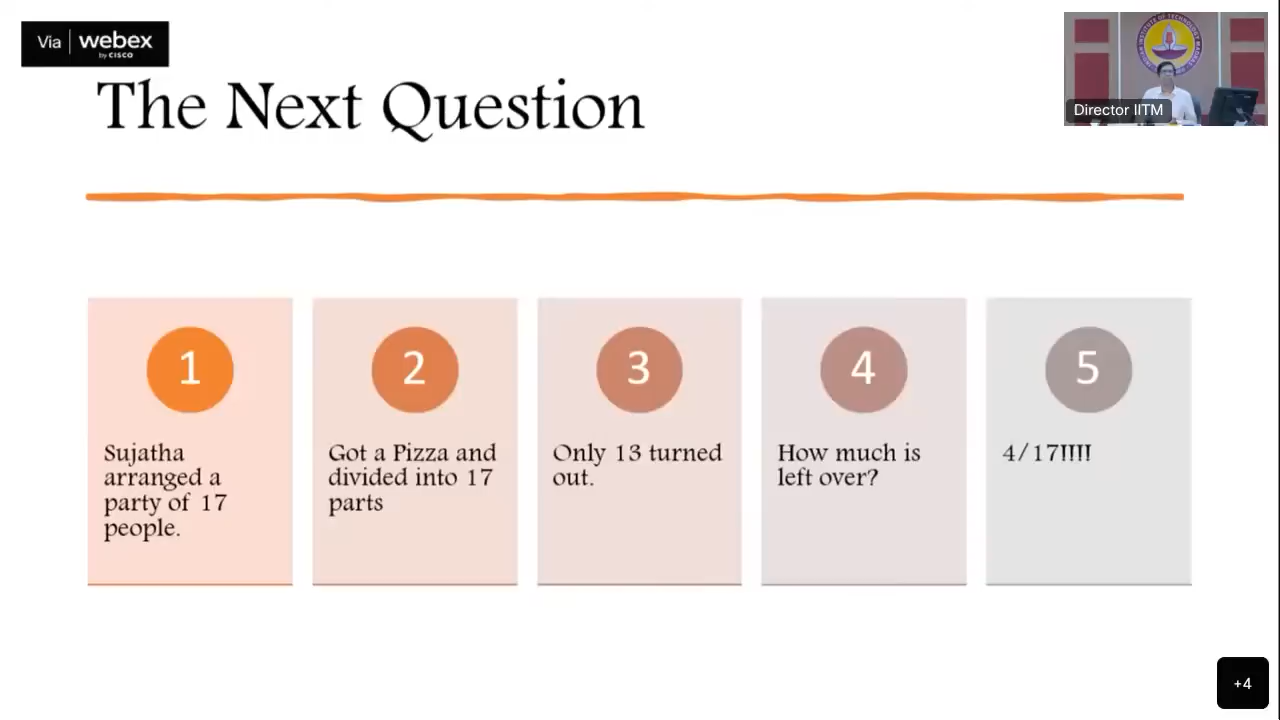 Via webex
by CISCO
The Next Question
Director IITM
1
Sujatha
arranged a
party of 17
people.
2
Got a Pizza and
divided into 17
parts
3
Only 13 turned
out.
4
How much is
left over?
5
4/17!!!!
+4